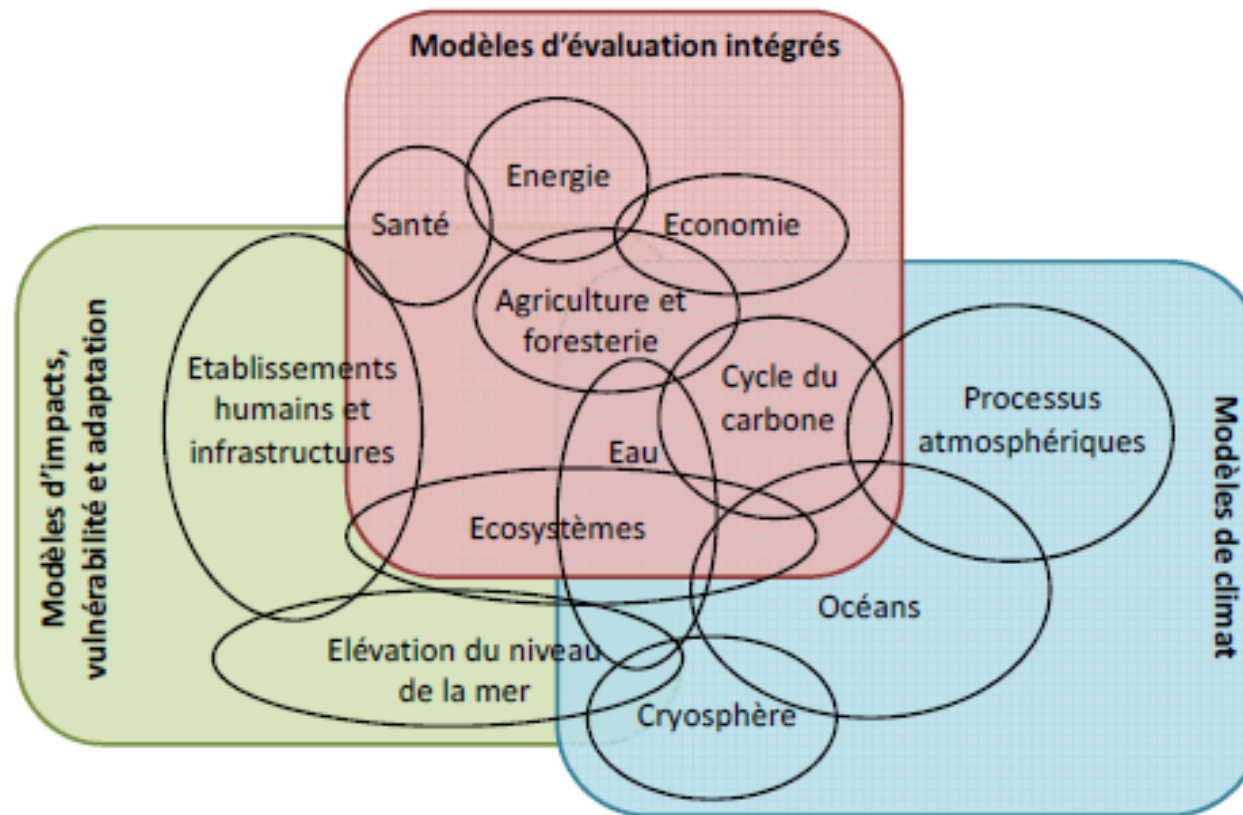 Modèles d'évaluation intégrés
Energie
Santé
Economie
Agriculture et
foresterie
Modèles d'impacts,
vulnérabilité et adaptation
Etablissements
humains et
infrastructures
Cycle du
carbone
Processus
atmosphériques
Eau
Modèles de climat
Ecosystèmes
Océans
Elévation du niveau
de la mer
Cryosphère